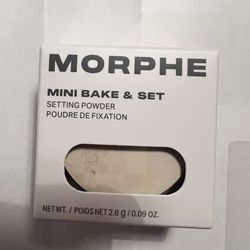 MORPHE
MINI BAKE & SET
SETTING POWDER
POUDRE DE FIXATION
NET WT. / POIDS NET 2.6 g / 0.09 OZ.